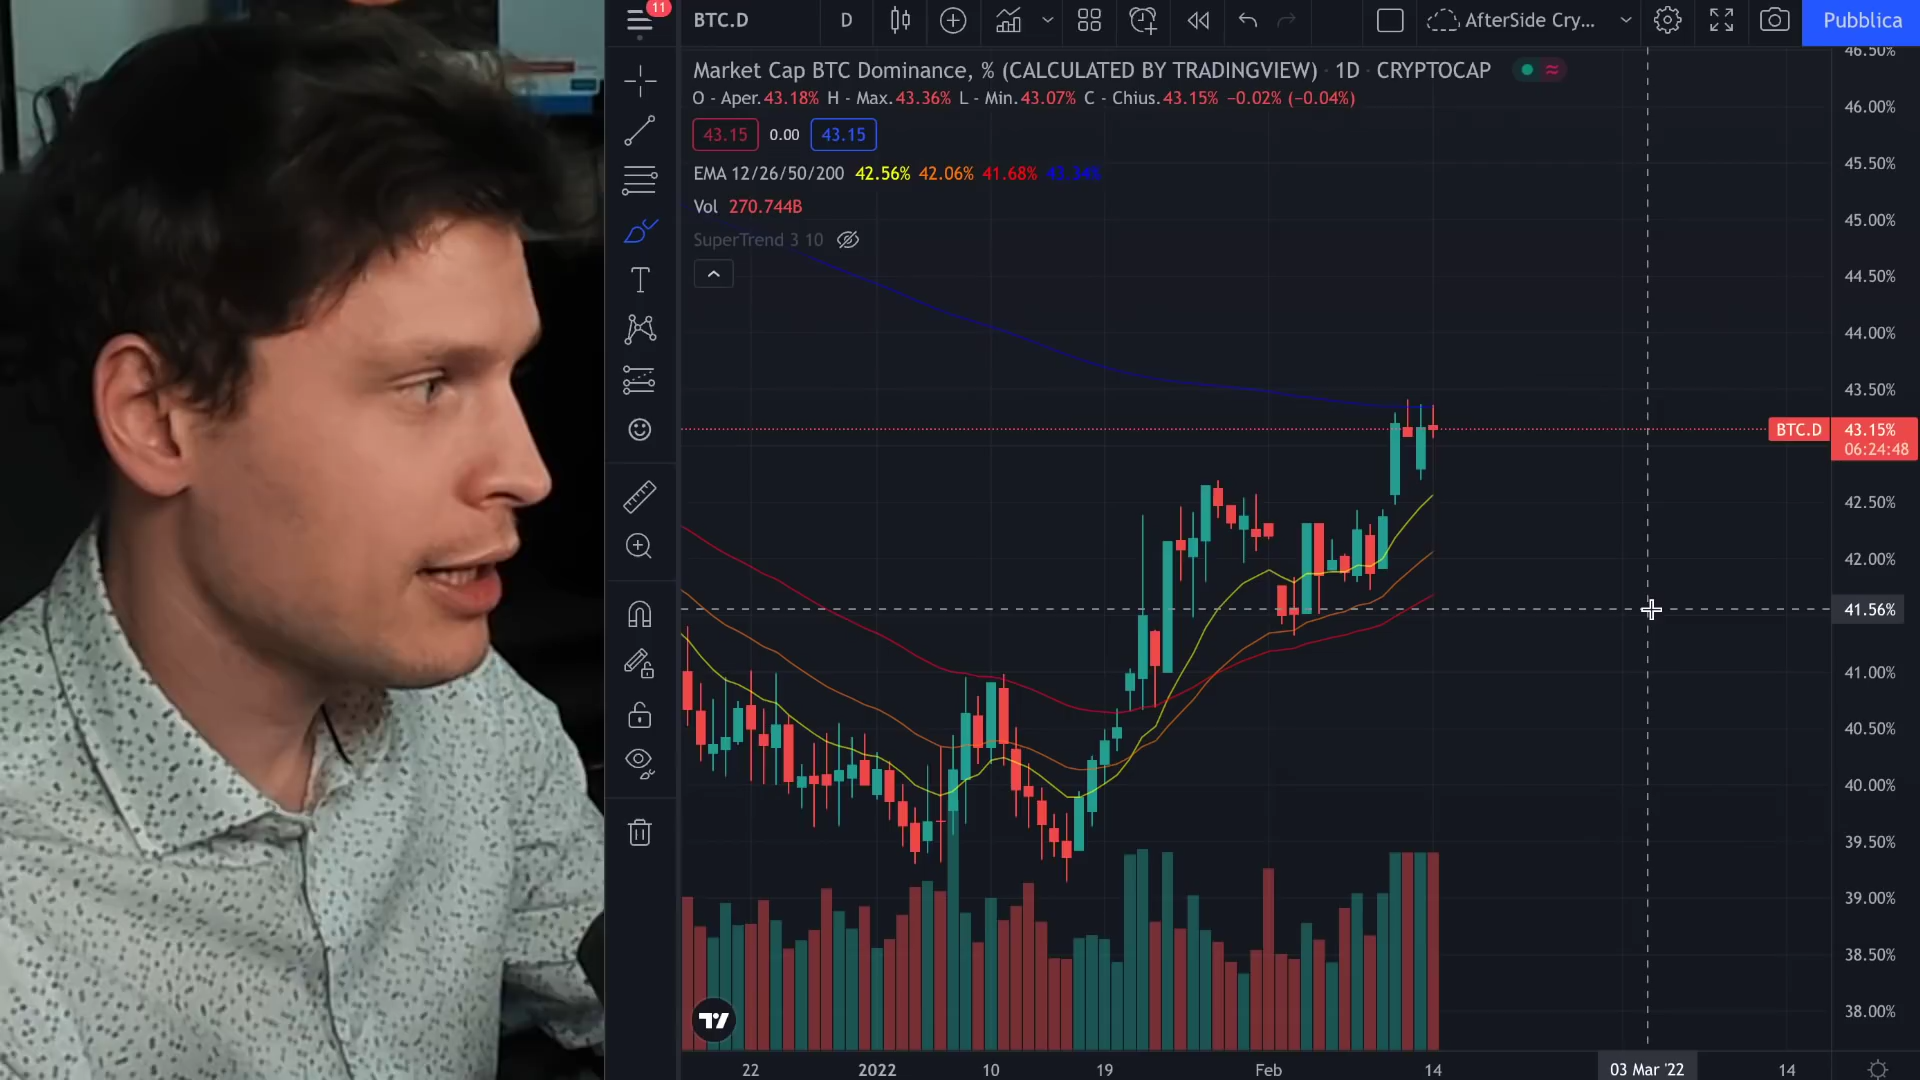 11
BTC.D
D
AfterSide Cry...
Pubblica
Market Cap BTC Dominance, % (CALCULATED BY TRADINGVIEW) · 1D · CRYPTOCAP
O - Aper.43.18% H - Max.43.36% L - Min.43.07% C - Chius.43.15% −0.02% (−0.04%)
43.15 0.00 43.15
EMA 12/26/50/200 42.56% 42.06% 41.68% 43.34%
Vol 270.744B
SuperTrend 3 10
46.50%
46.00%
45.50%
45.00%
44.50%
44.00%
43.50%
BTC.D 43.15%
06:24:48
42.50%
42.00%
41.56%
41.00%
40.50%
40.00%
39.50%
39.00%
38.50%
38.00%
22 2022 10 19 Feb 14 03 Mar '22 14